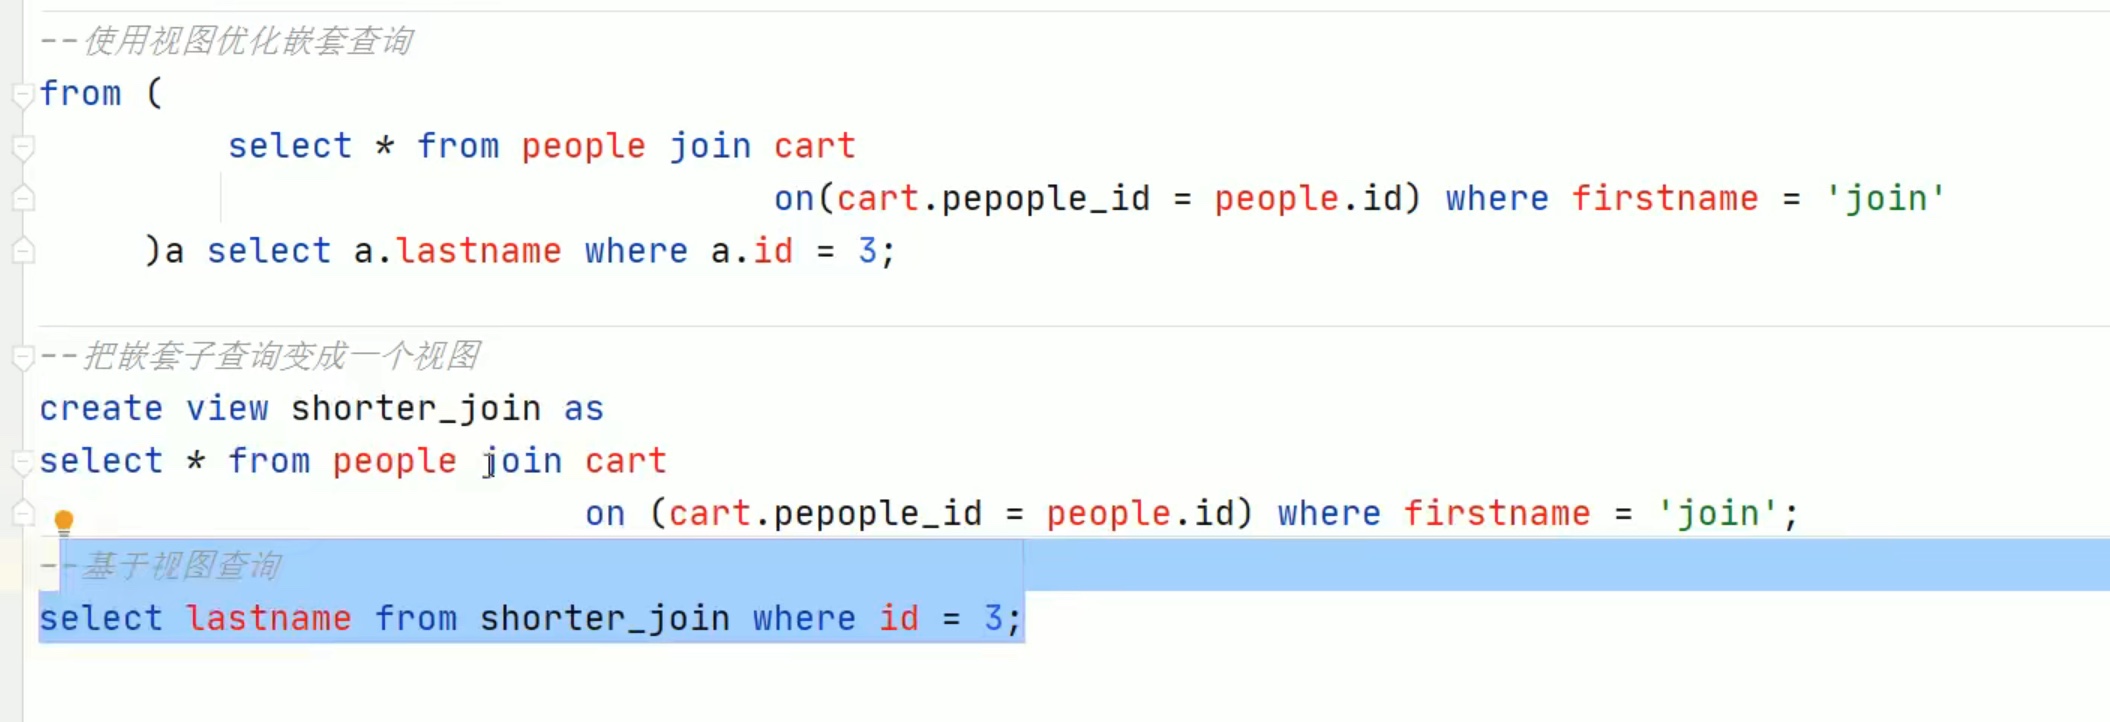 --使用视图优化嵌套查询
from (
select * from people join cart
on(cart.pepople_id = people.id) where firstname = 'join'
)a select a.lastname where a.id = 3;
--把嵌套子查询变成一个视图
create view shorter_join as
select * from people join cart
on (cart.pepople_id = people.id) where firstname = 'join';
--基于视图查询
select lastname from shorter_join where id = 3;